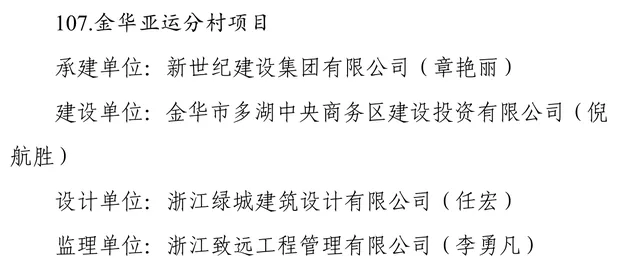 107.金华亚运分村项目
承建单位：新世纪建设集团有限公司（章艳丽）
建设单位：金华市多湖中央商务区建设投资有限公司（倪
航胜）
设计单位：浙江绿城建筑设计有限公司（任宏）
监理单位：浙江致远工程管理有限公司（李勇凡）